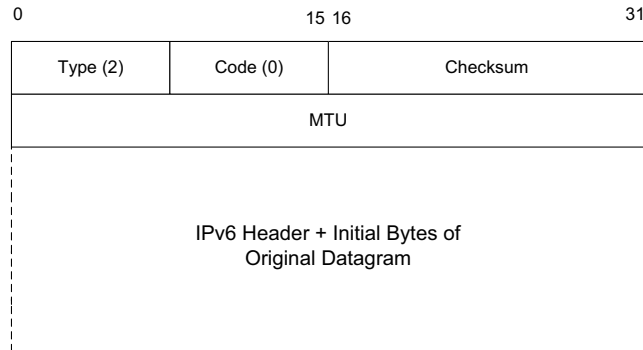 0 15 16 31
Type (2) Code (0) Checksum
MTU
IPv6 Header + Initial Bytes of
Original Datagram